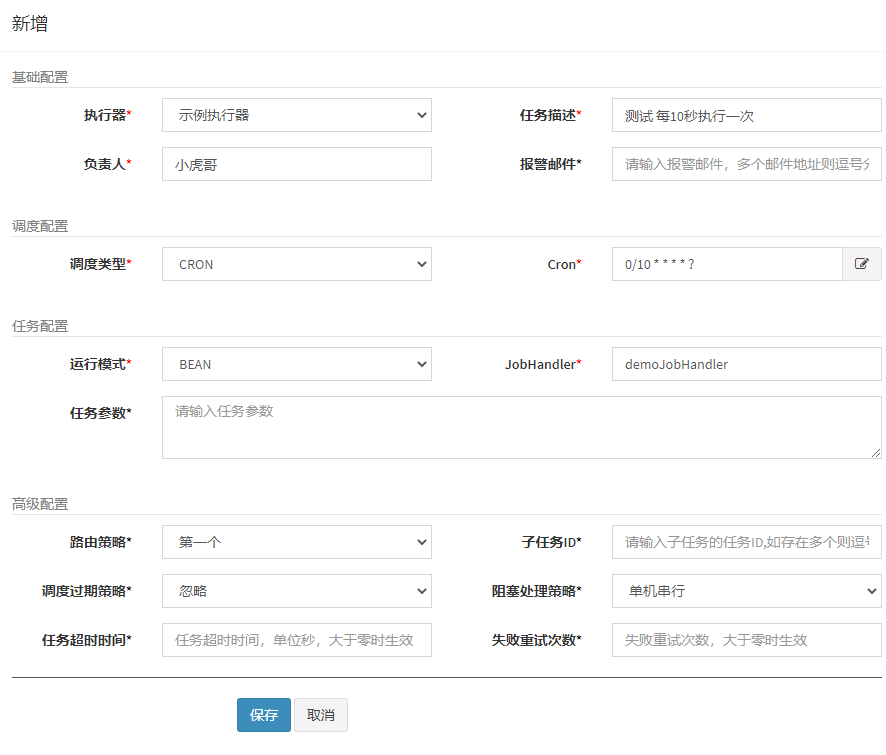 新增
基础配置
执行器* 示例执行器 任务描述* 测试 每10秒执行一次
负责人* 小虎哥 报警邮件* 请输入报警邮件，多个邮件地址则逗号分
调度配置
调度类型* CRON Cron* 0/10 * * * * ?
任务配置
运行模式* BEAN JobHandler* demoJobHandler
任务参数* 请输入任务参数
高级配置
路由策略* 第一个 子任务ID* 请输入子任务的任务ID,如存在多个则逗号
调度过期策略* 忽略 阻塞处理策略* 单机串行
任务超时时间* 任务超时时间，单位秒，大于零时生效 失败重试次数* 失败重试次数，大于零时生效
保存 取消